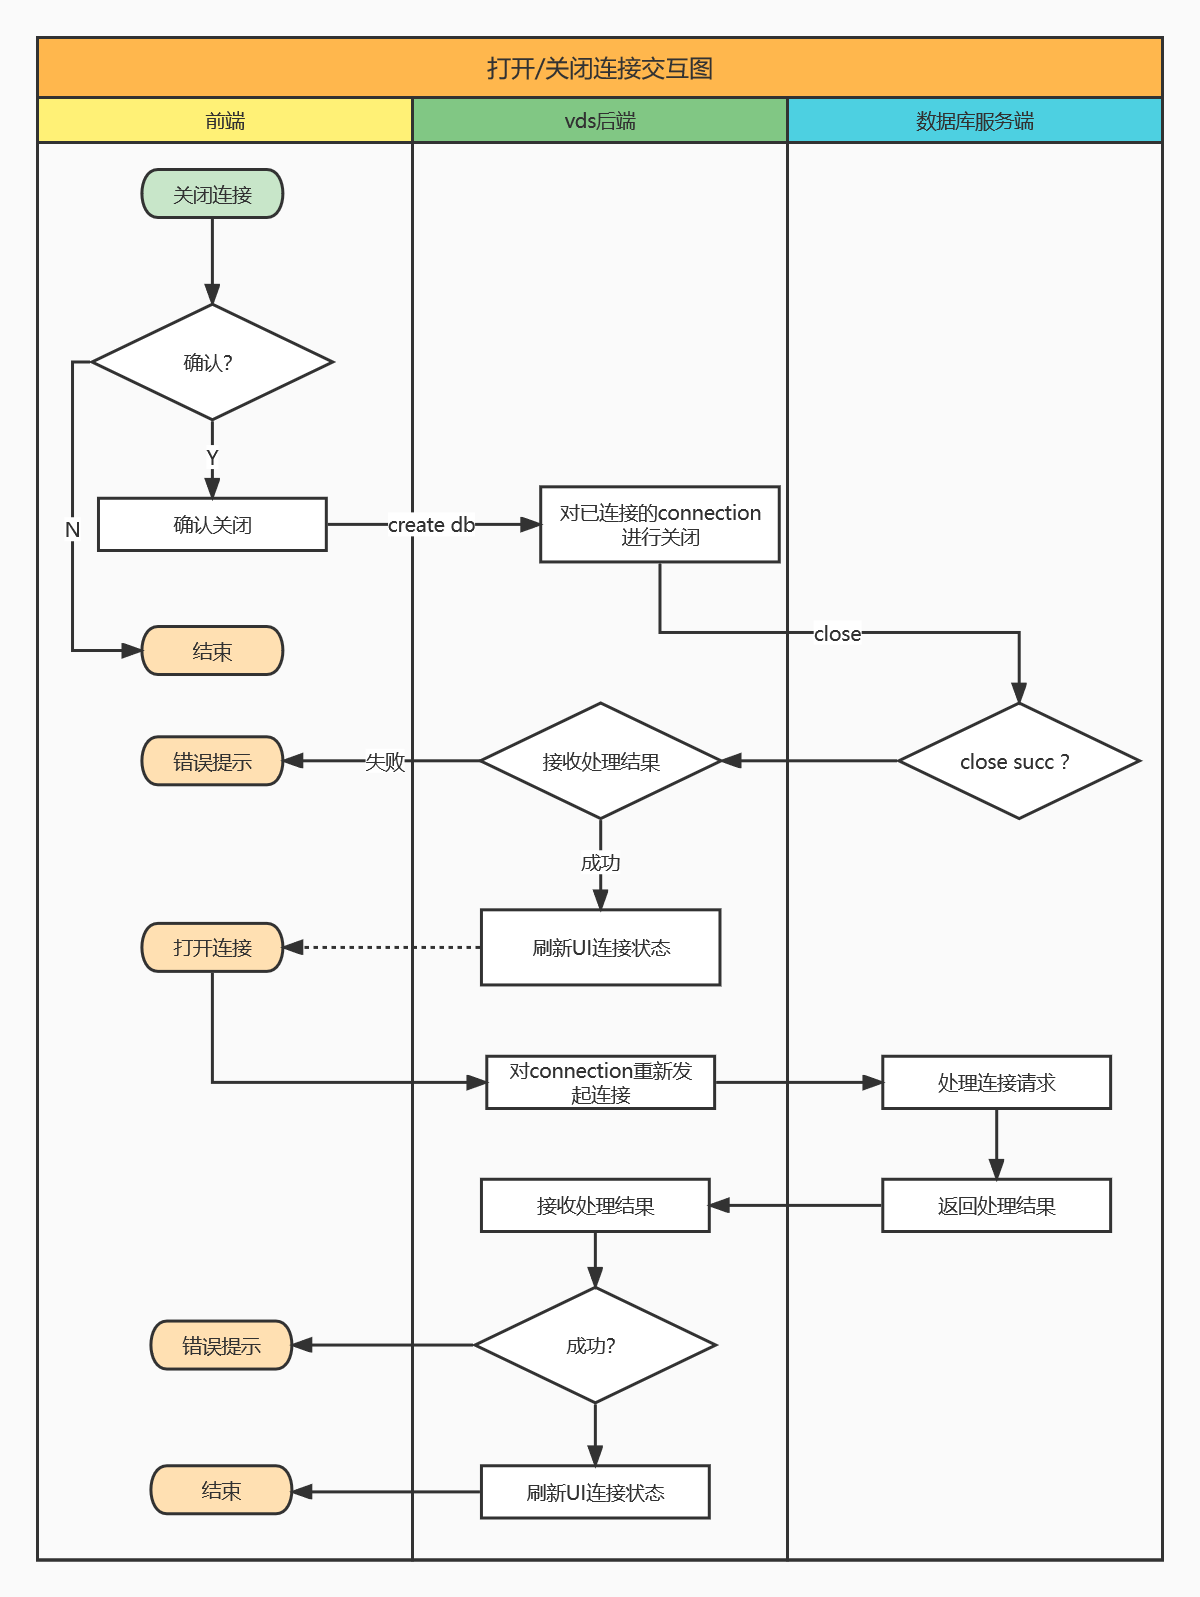 打开/关闭连接交互图
前端
vds后端
数据库服务端
关闭连接
确认?
Y
N
确认关闭
create db
对已连接的connection
进行关闭
结束
close
错误提示
失败
接收处理结果
close succ ?
成功
打开连接
刷新UI连接状态
对connection重新发
起连接
处理连接请求
接收处理结果
返回处理结果
错误提示
成功?
结束
刷新UI连接状态